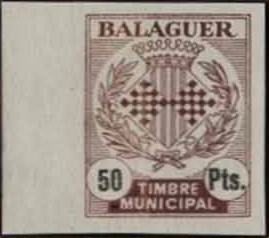 BALAGUER
50 Pts.
TIMBRE
MUNICIPAL